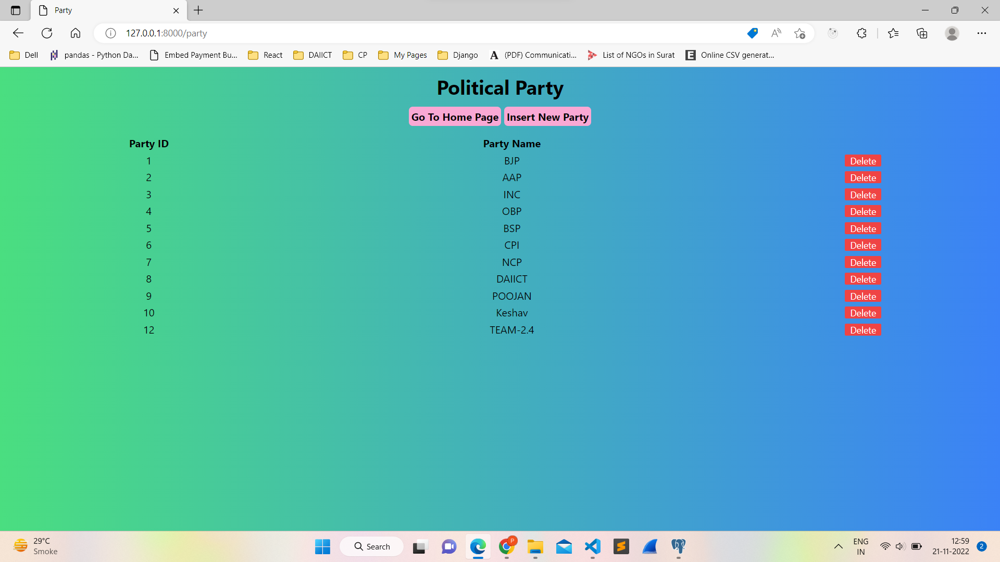 Party
127.0.0.1:8000/party
Dell pandas - Python Da... Embed Payment Bu... React DAIICT CP My Pages Django (PDF) Communicati... List of NGOs in Surat Online CSV generat...
Political Party
Go To Home Page Insert New Party
Party ID Party Name
1 BJP Delete
2 AAP Delete
3 INC Delete
4 OBP Delete
5 BSP Delete
6 CPI Delete
7 NCP Delete
8 DAIICT Delete
9 POOJAN Delete
10 Keshav Delete
12 TEAM-2.4 Delete
29°C
Smoke
Search
P
ENG
IN
12:59
21-11-2022
2